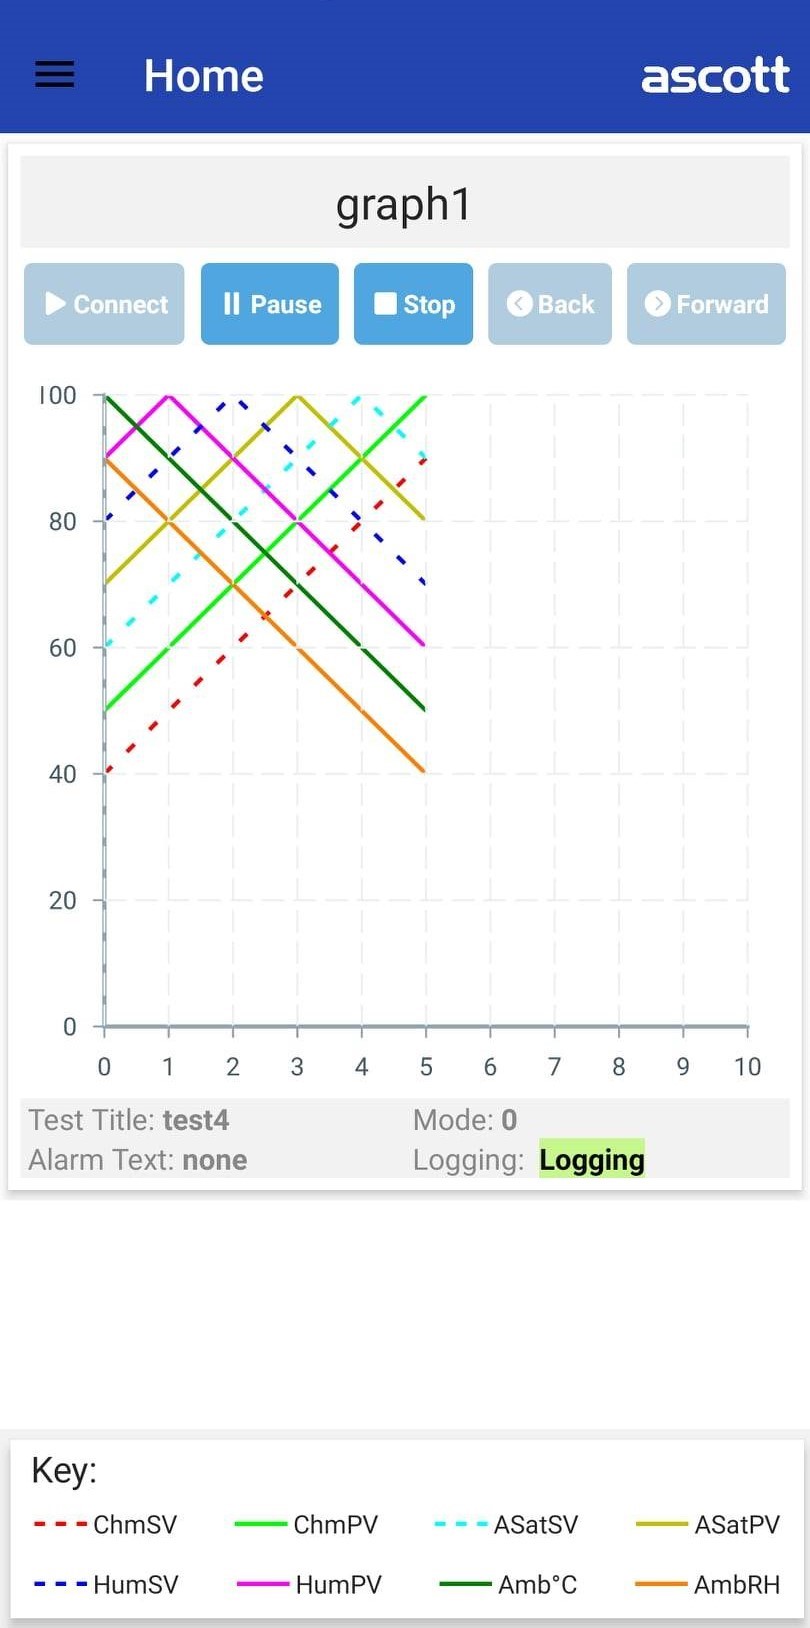 Home
ascott
graph1
Connect
Pause
Stop
Back
Forward
100
80
60
40
20
0
0 1 2 3 4 5 6 7 8 9 10
Test Title: test4
Mode: 0
Alarm Text: none
Logging: Logging
Key:
ChmSV ChmPV ASatSV ASatPV
HumSV HumPV Amb°C AmbRH